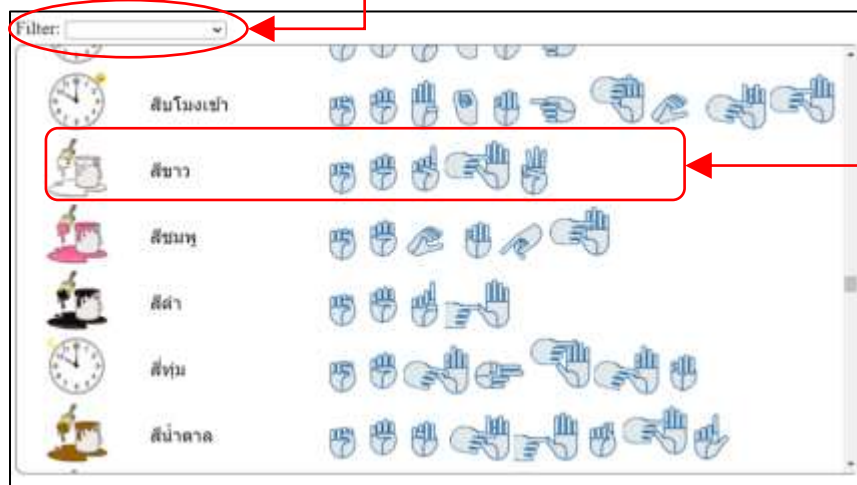 Filter:
สิบโมงเช้า
สีขาว
สีชมพู
สีดำ
สี่ทุ่ม
สีน้ำตาล